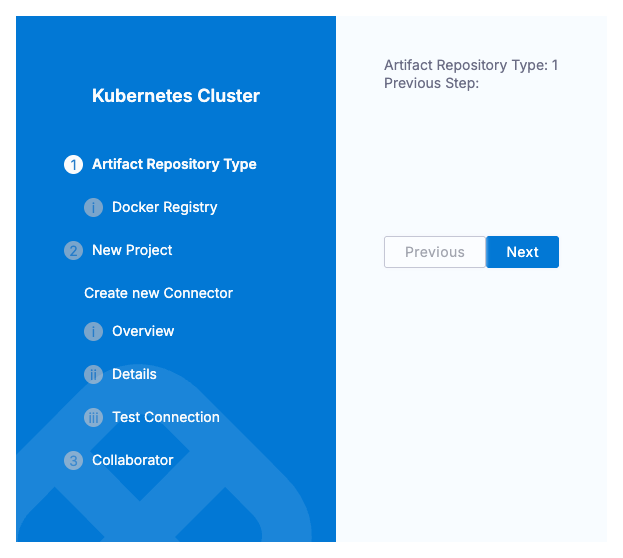 Kubernetes Cluster
1 Artifact Repository Type
i Docker Registry
2 New Project
Create new Connector
i Overview
ii Details
iii Test Connection
3 Collaborator
Artifact Repository Type: 1
Previous Step:
Previous Next